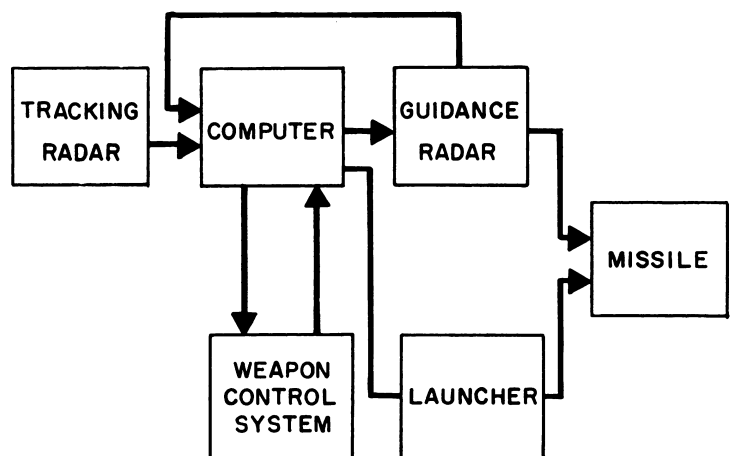 TRACKING
RADAR
COMPUTER
GUIDANCE
RADAR
MISSILE
WEAPON
CONTROL
SYSTEM
LAUNCHER